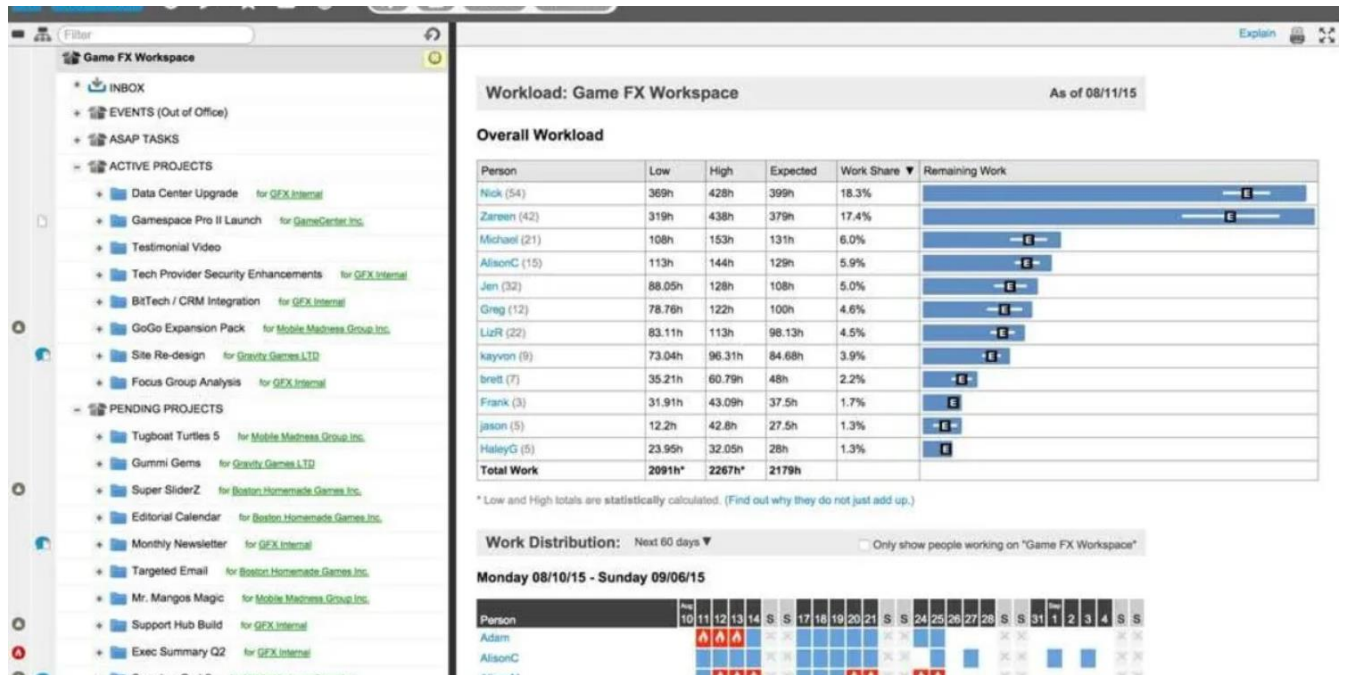 Filter
Explain
Game FX Workspace
INBOX
EVENTS (Out of Office)
ASAP TASKS
ACTIVE PROJECTS
Data Center Upgrade for GFX Internal
Gamespace Pro II Launch for GameCenter Inc.
Testimonial Video
Tech Provider Security Enhancements for GFX Internal
BitTech / CRM Integration for GFX Internal
GoGo Expansion Pack for Mobile Madness Group Inc.
Site Re-design for Gravity Games LTD
Focus Group Analysis for GFX Internal
PENDING PROJECTS
Tugboat Turtles 5 for Mobile Madness Group Inc.
Gummi Gems for Gravity Games LTD
Super SliderZ for Boston Homemade Games Inc.
Editorial Calendar for Boston Homemade Games Inc.
Monthly Newsletter for GFX Internal
Targeted Email for Boston Homemade Games Inc.
Mr. Mangos Magic for Mobile Madness Group Inc.
Support Hub Build for GFX Internal
Exec Summary Q2 for GFX Internal
Workload: Game FX Workspace As of 08/11/15
Overall Workload
Person Low High Expected Work Share ▼ Remaining Work
Nick (54) 369h 428h 399h 18.3% E
Zareen (42) 319h 438h 379h 17.4% E
Michael (21) 108h 153h 131h 6.0% E
AlisonC (15) 113h 144h 129h 5.9% E
Jen (32) 88.05h 128h 108h 5.0% E
Greg (12) 78.76h 122h 100h 4.6% E
LizR (22) 83.11h 113h 98.13h 4.5% E
kayvon (9) 73.04h 96.31h 84.68h 3.9% E
brett (7) 35.21h 60.79h 48h 2.2% E
Frank (3) 31.91h 43.09h 37.5h 1.7% E
jason (5) 12.2h 42.8h 27.5h 1.3% E
HaleyG (5) 23.95h 32.05h 28h 1.3% E
Total Work 2091h* 2267h* 2179h
* Low and High totals are statistically calculated. (Find out why they do not just add up.)
Work Distribution: Next 60 days ▼ Only show people working on "Game FX Workspace"
Monday 08/10/15 - Sunday 09/06/15
Aug Sep
Person 10 11 12 13 14 S S 17 18 19 20 21 S S 24 25 26 27 28 S S 31 1 2 3 4 S S
Adam
AlisonC